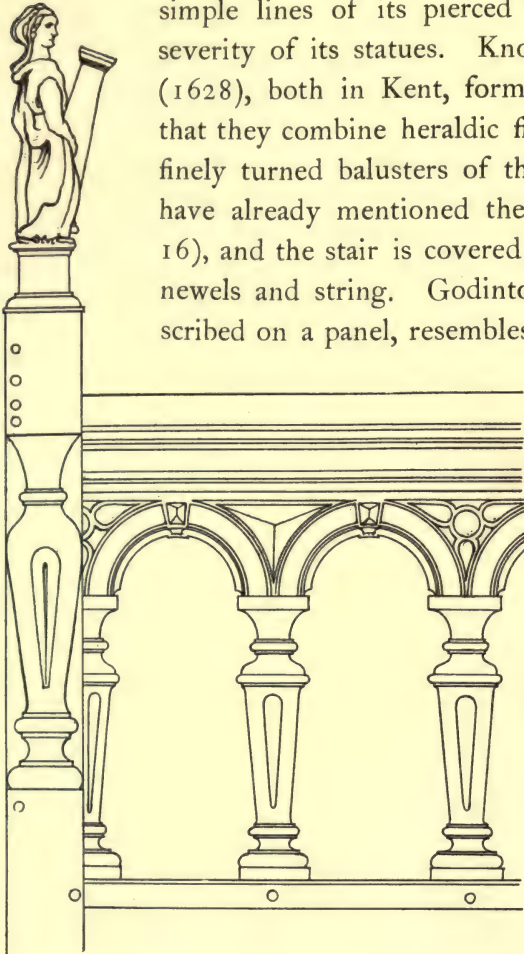 simple lines of its pierced
severity of its statues. Kno
(1628), both in Kent, form
that they combine heraldic fi
finely turned balusters of th
have already mentioned the
16), and the stair is covered
newels and string. Godinto
scribed on a panel, resembles